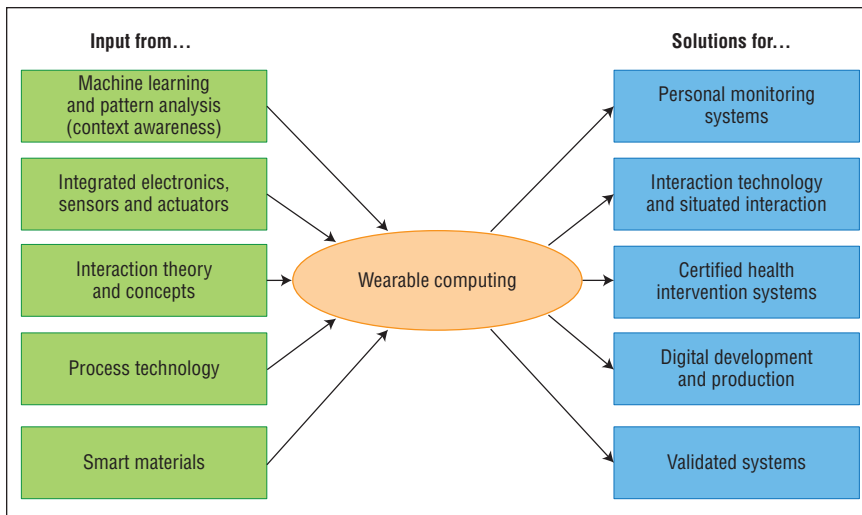 Input from...
Machine learning
and pattern analysis
(context awareness)
Integrated electronics,
sensors and actuators
Interaction theory
and concepts
Process technology
Smart materials
Wearable computing
Solutions for...
Personal monitoring
systems
Interaction technology
and situated interaction
Certified health
intervention systems
Digital development
and production
Validated systems